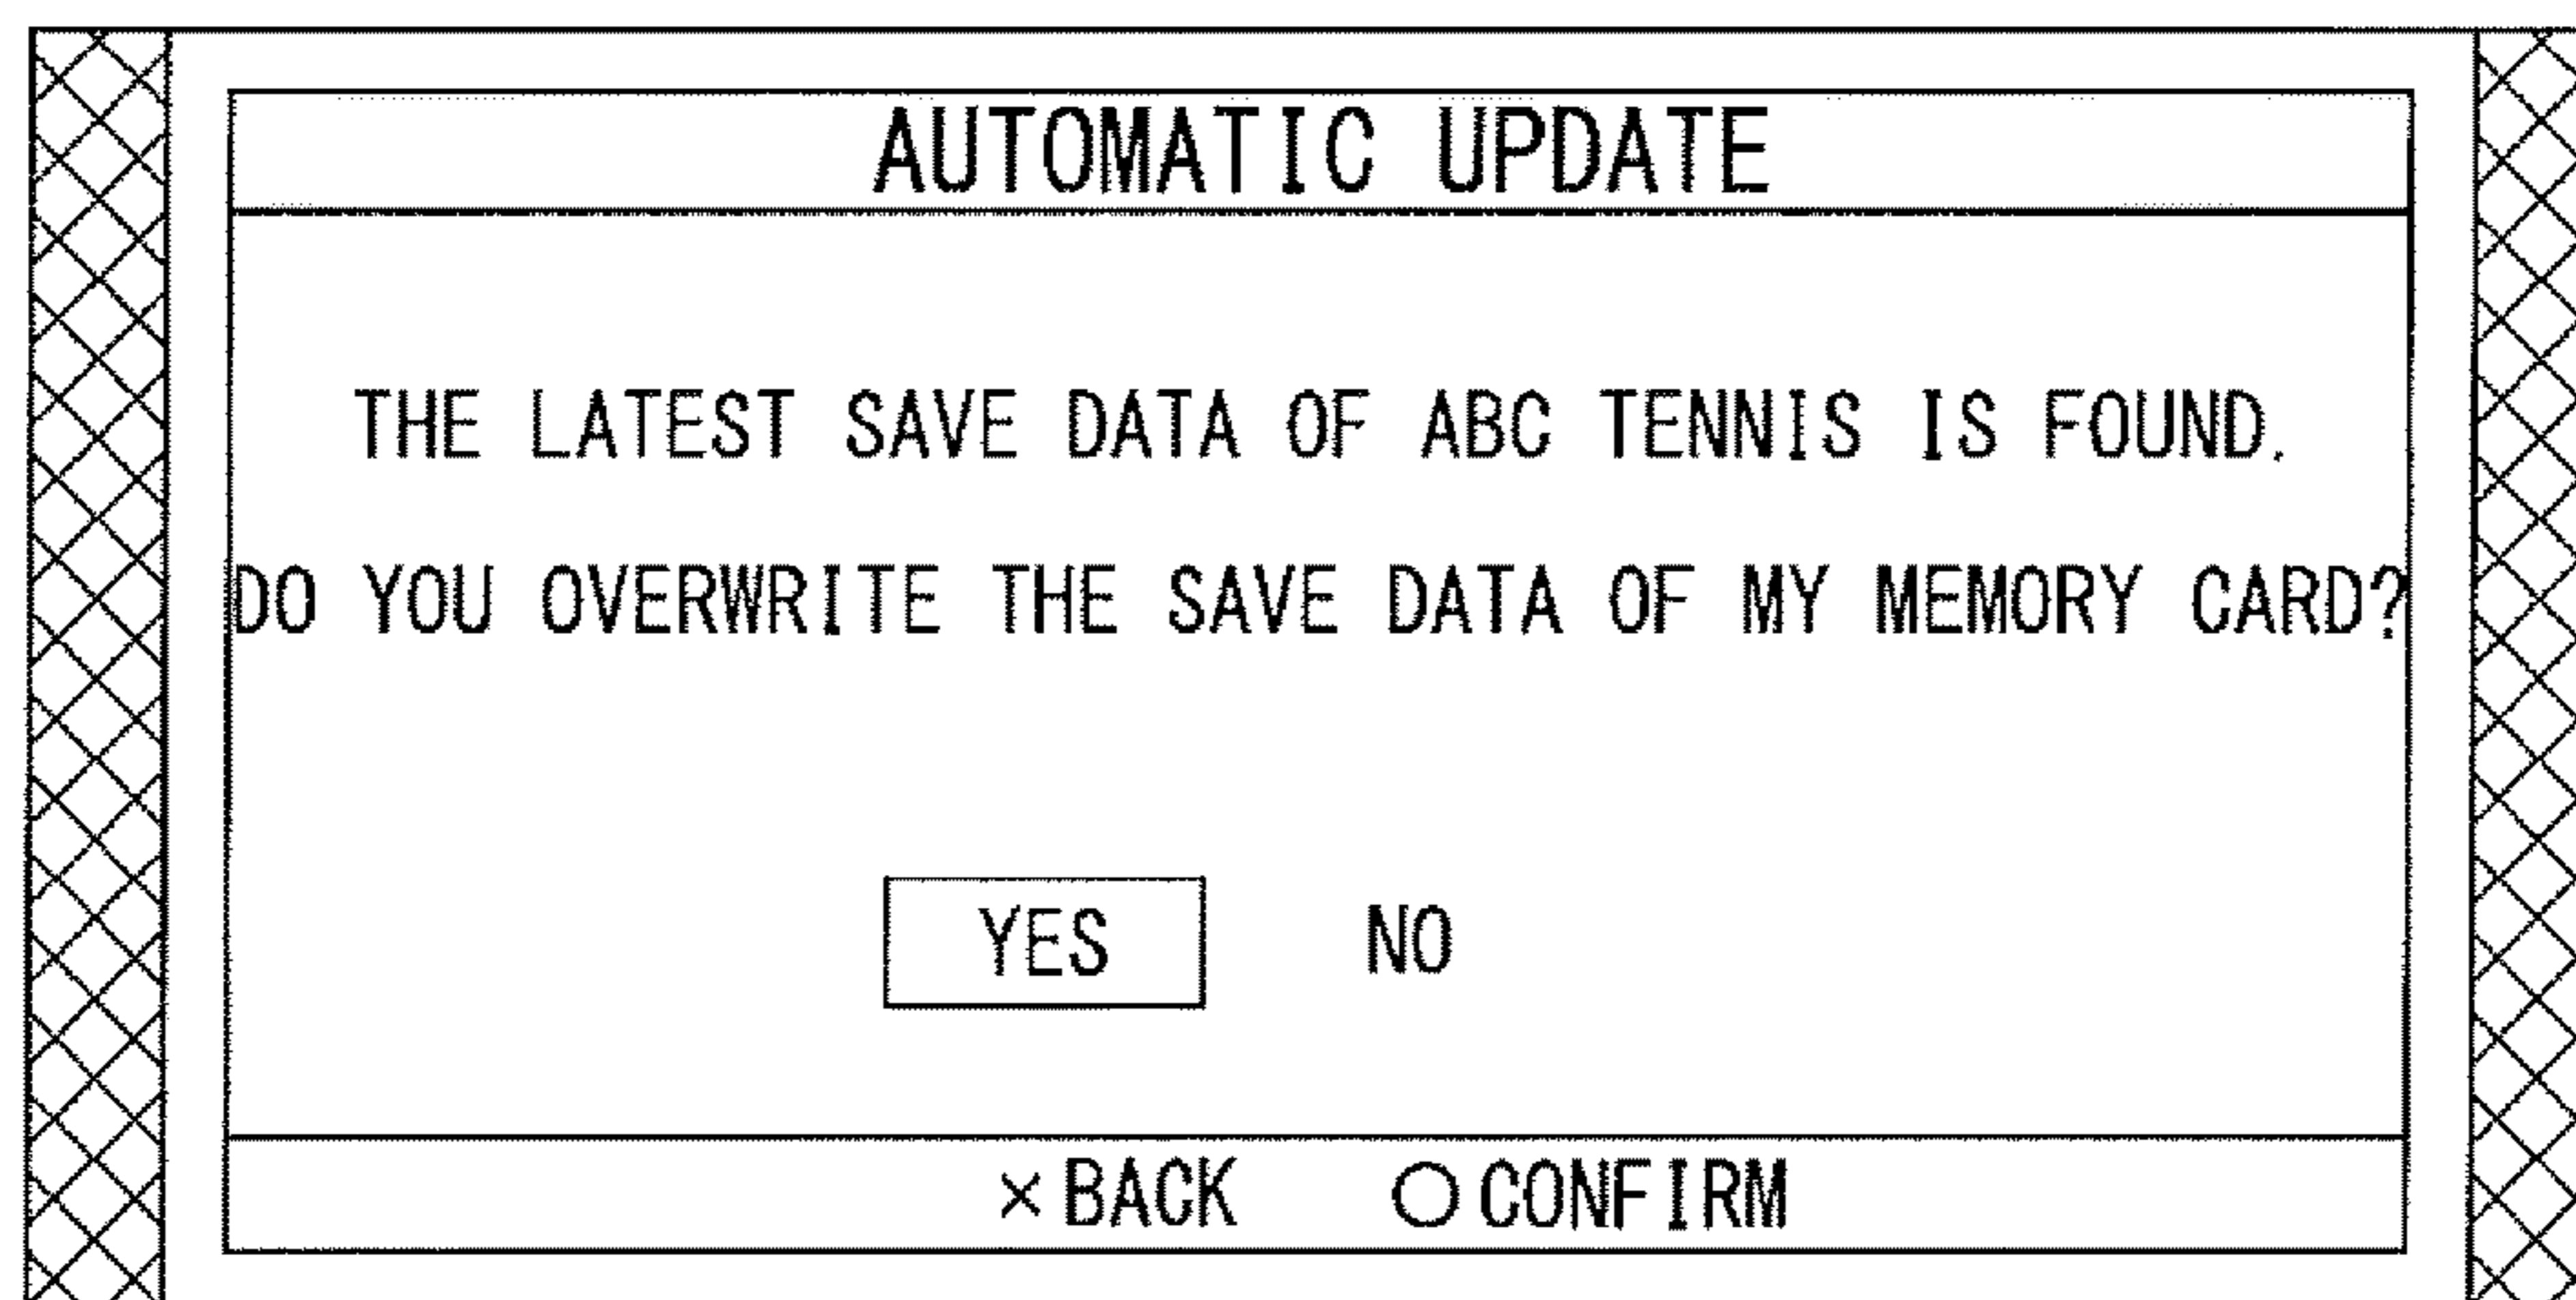 AUTOMATIC UPDATE
THE LATEST SAVE DATA OF ABC TENNIS IS FOUND.
DO YOU OVERWRITE THE SAVE DATA OF MY MEMORY CARD?
YES NO
×BACK ○CONFIRM